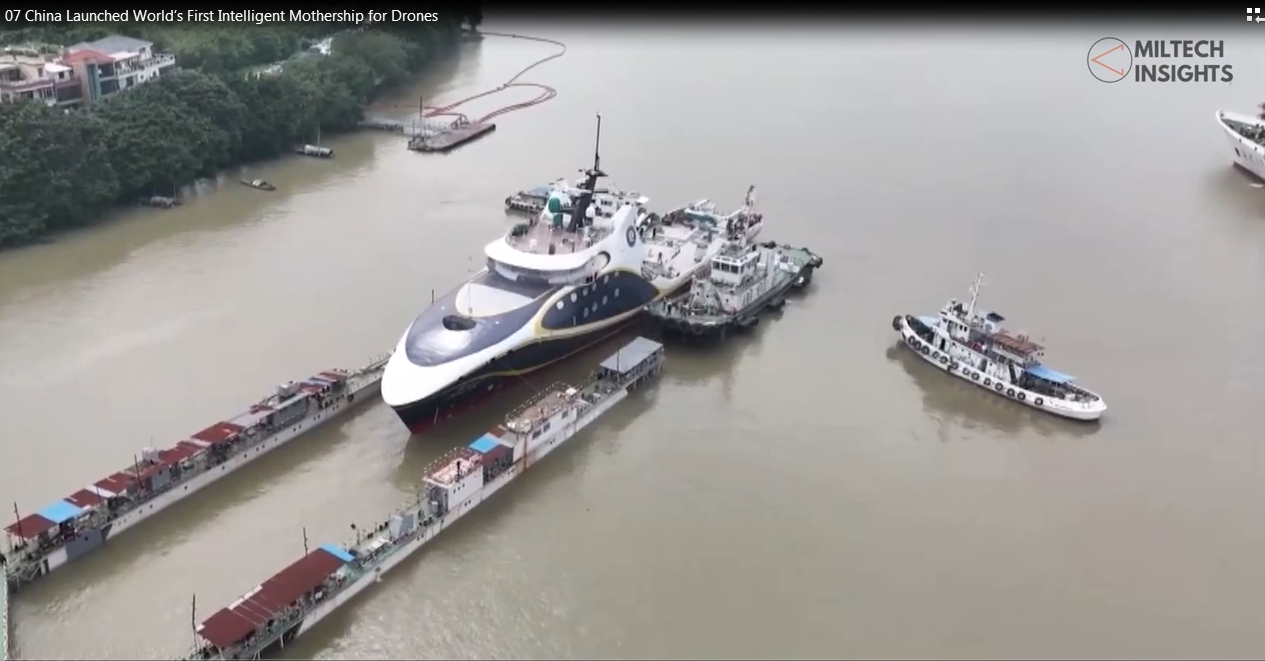 07 China Launched World’s First Intelligent Mothership for Drones
MILTECH
INSIGHTS